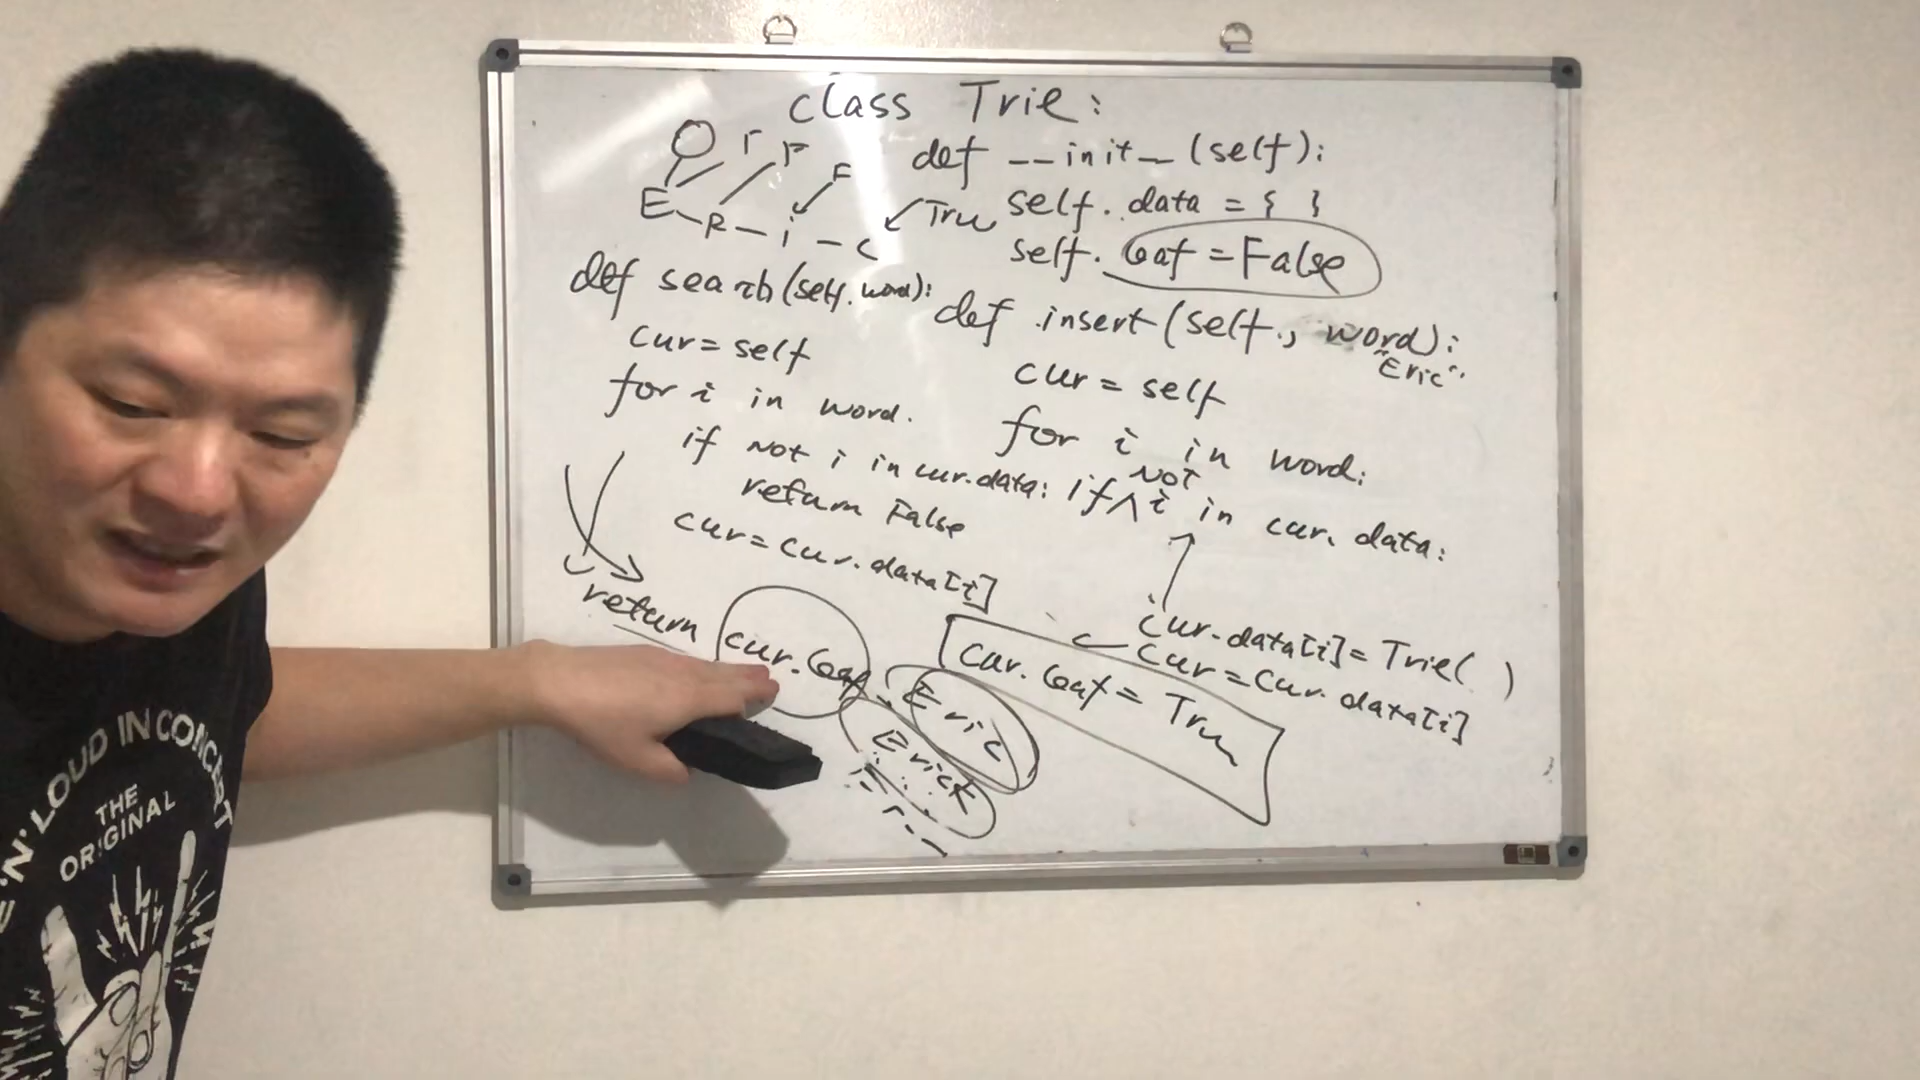 class Trie:
def __init__(self):
self.data = { }
self.leaf = False
E R i c
F
F
F
True
def search(self, word):
cur = self
for i in word.
if not i in cur.data:
return False
cur = cur.data[i]
return cur.leaf
def insert(self, word):
"Eric"
cur = self
for i in word:
NOT
if ^ i in cur.data:
cur.data[i] = Trie( )
cur = cur.data[i]
cur.leaf = True
Eric
Erict
'N' LOUD IN CONCERT
THE
ORIGINAL